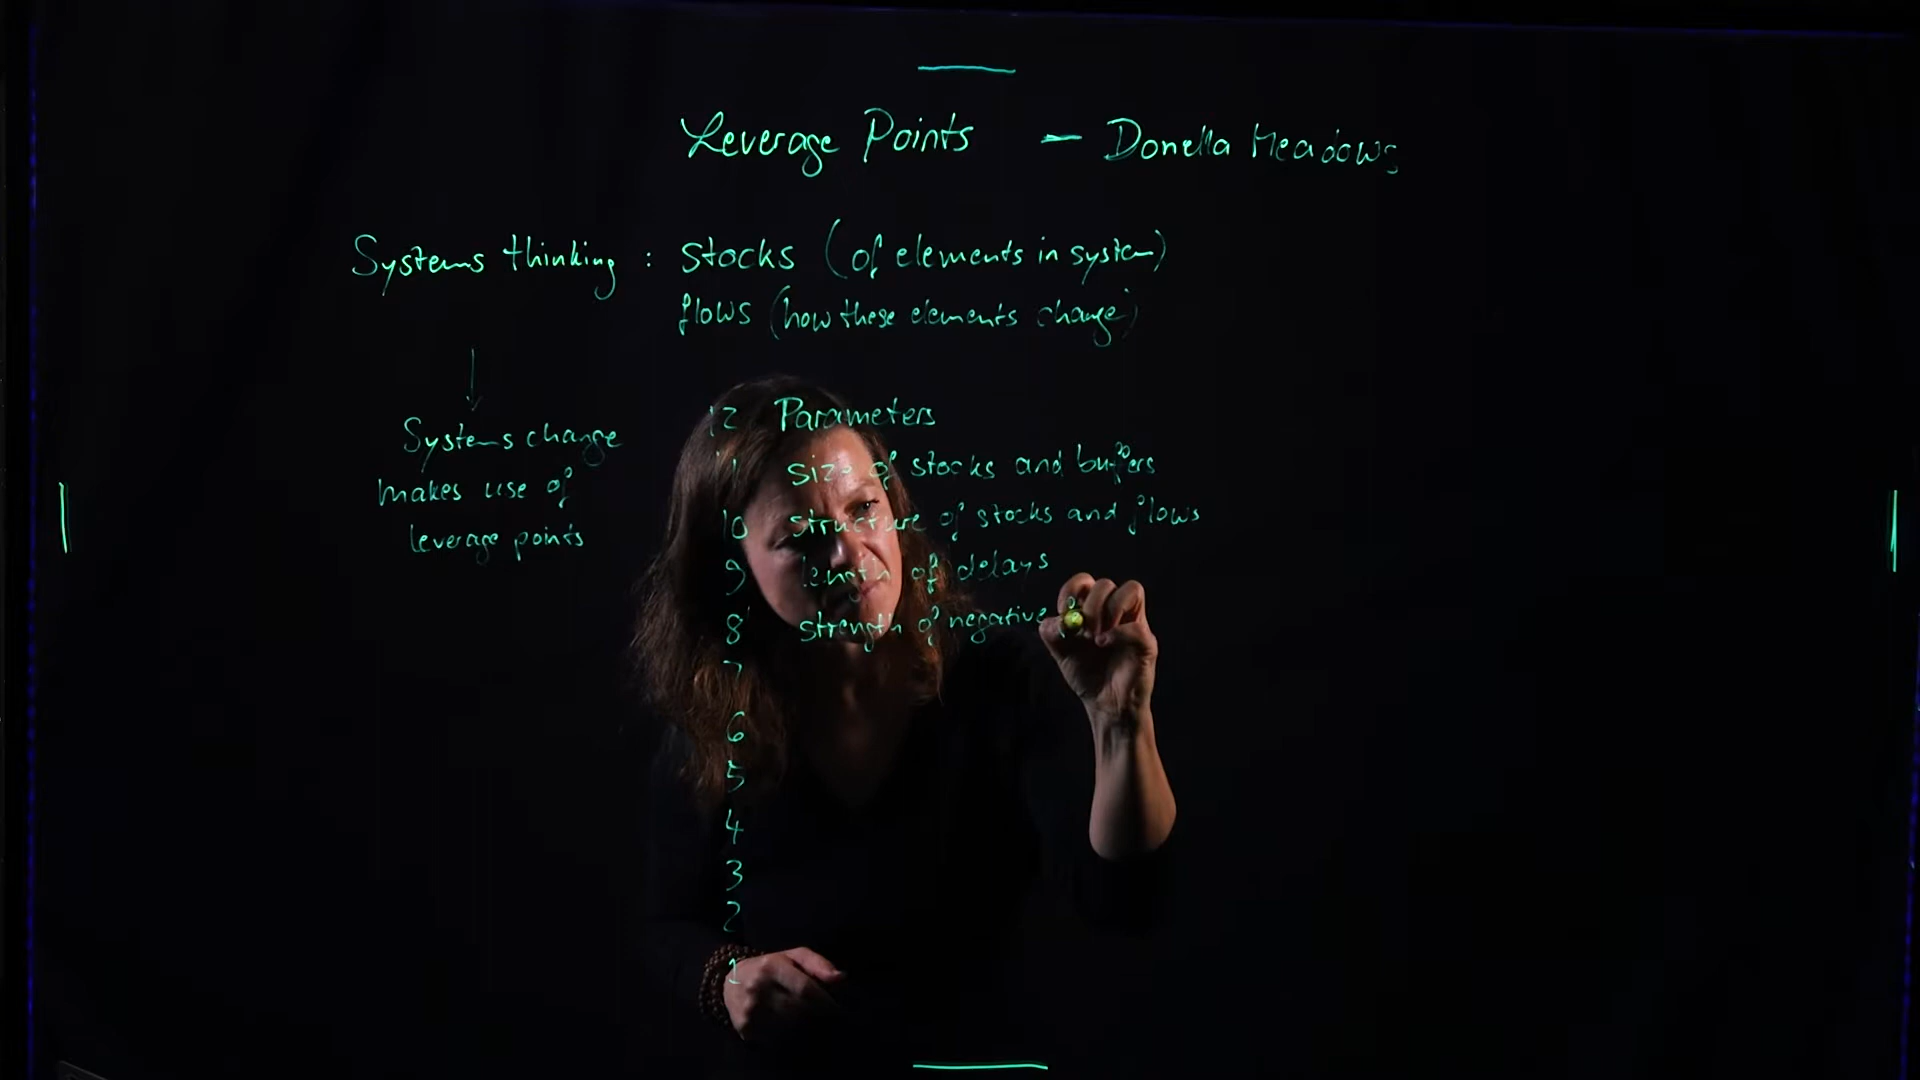 Leverage Points — Donella Meadows
Systems thinking : stocks (of elements in system)
flows (how these elements change)
Systems change
makes use of
leverage points
12 Parameters
11 size of stocks and buffers
10 structure of stocks and flows
9 length of delays
8 strength of negative
7
6
5
4
3
2
1